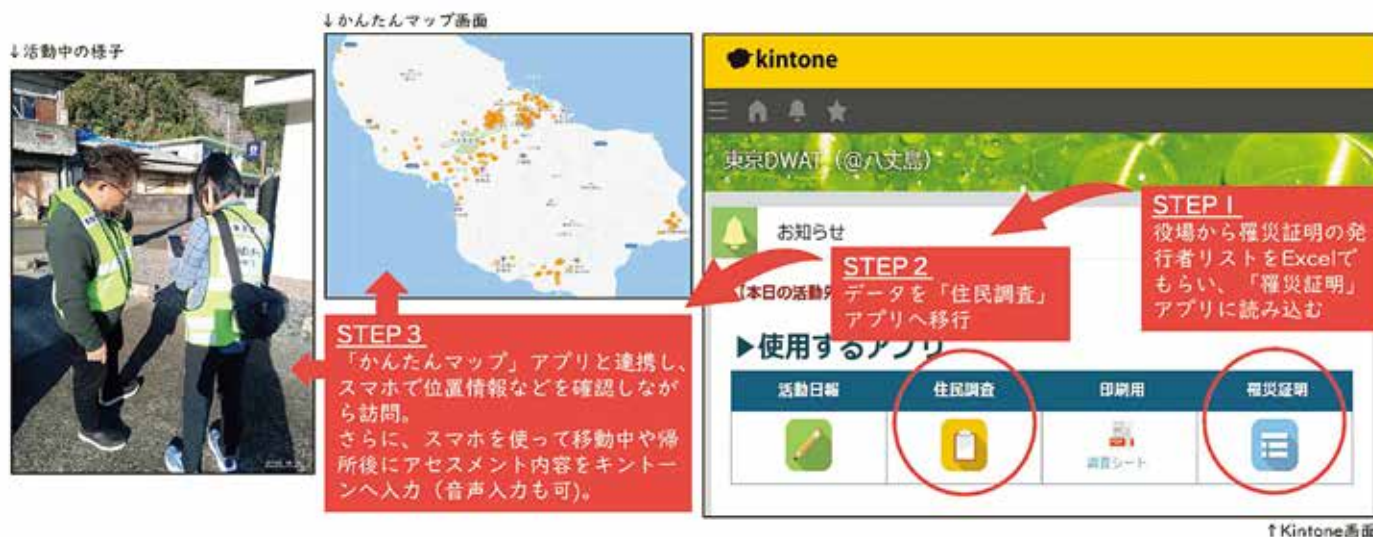 ↓活動中の様子
↓かんたんマップ画面
kintone
東京DWAT（@八丈島）
お知らせ
STEP 1
役場から罹災証明の発
行者リストをExcelで
もらい、「罹災証明」
アプリに読み込む
STEP 2
データを「住民調査」
アプリへ移行
【本日の活動
▶使用するアプリ
活動日報
住民調査
印刷用
罹災証明
調査シート
STEP 3
「かんたんマップ」アプリと連携し、
スマホで位置情報などを確認しなが
ら訪問。
さらに、スマホを使って移動中や帰
所後にアセスメント内容をキントー
ンへ入力（音声入力も可）。
↑Kintone画面